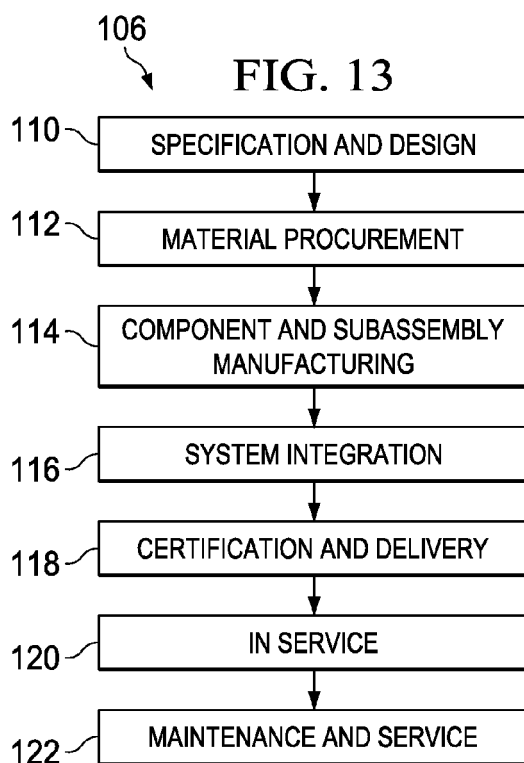 106
FIG. 13
110
SPECIFICATION AND DESIGN
112
MATERIAL PROCUREMENT
114
COMPONENT AND SUBASSEMBLY
MANUFACTURING
116
SYSTEM INTEGRATION
118
CERTIFICATION AND DELIVERY
120
IN SERVICE
122
MAINTENANCE AND SERVICE